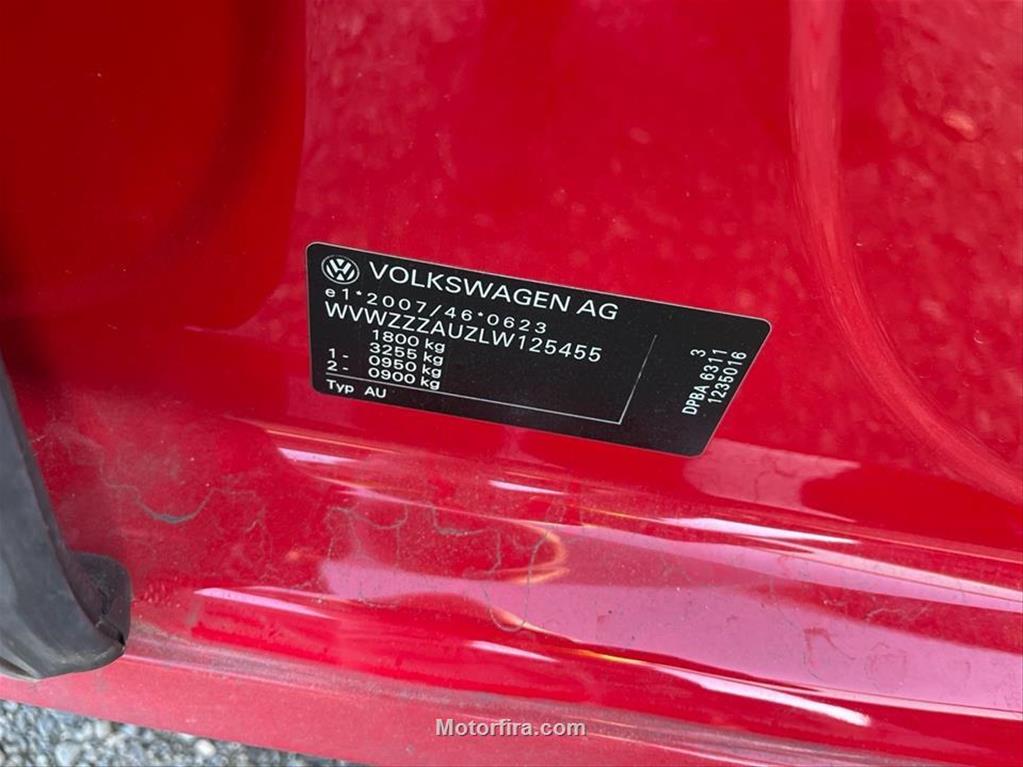 VOLKSWAGEN AG
e1*2007/46*0623
WVWZZZAUZLW125455
1800 kg
3255 kg
1- 0950 kg
2- 0900 kg
Typ AU
3
DPBA 6311
1235016
Motorfira.com